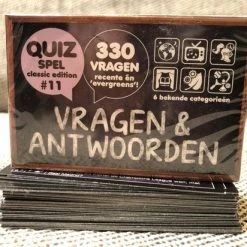 QUIZ
SPEL
classic edition
#11
330
VRAGEN
recente én
'evergreens'!
6 bekende categorieën
VRAGEN &
ANTWOORDEN